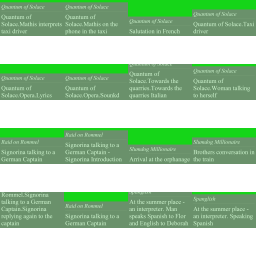 Quantum of Solace
Quantum of
Solace.Mathis interprets
taxi driver
Quantum of Solace
Quantum of
Solace.Mathis on the
phone in the taxi
Quantum of Solace
Salutation in French
Quantum of Solace
Quantum of Solace.Taxi
driver
Quantum of Solace
Quantum of
Solace.Opera.Lyrics
Quantum of Solace
Quantum of
Solace.Opera.Sounkd
Quantum of Solace
Quantum of
Solace.Towards the
quarries.Towards the
quarries Italian
Quantum of Solace
Quantum of
Solace.Woman talking
to herself
Raid on Rommel
Signorina talking to a
German Captain
Raid on Rommel
Signorina talking to a
German Captain -
Signorina Introduction
Slumdog Millionaire
Arrival at the orphanage
Slumdog Millionaire
Brothers conversation in
the train
Rommel.Signorina
talking to a German
Captain.Signorina
replying again to the
captain
Raid on Rommel
Signorina talking to a
German Captain
Spanglish
At the summer place -
an interpreter. Man
speaks Spanish to Flor
and English to Deborah
Spanglish
At the summer place -
an interpreter. Speaking
Spanish